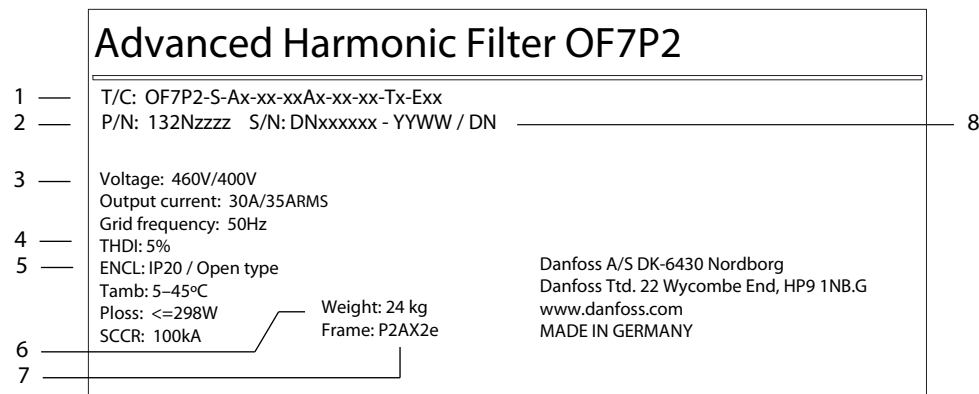 Advanced Harmonic Filter OF7P2
1
T/C: OF7P2-S-Ax-xx-xxAx-xx-xx-Tx-Exx
2
P/N: 132Nzzzz S/N: DNxxxxxx - YYWW / DN
8
3
Voltage: 460V/400V
Output current: 30A/35ARMS
Grid frequency: 50Hz
4
THDI: 5%
5
ENCL: IP20 / Open type
Tamb: 5–45ºC
Ploss: <=298W
SCCR: 100kA
6
Weight: 24 kg
7
Frame: P2AX2e
Danfoss A/S DK-6430 Nordborg
Danfoss Ttd. 22 Wycombe End, HP9 1NB.G
www.danfoss.com
MADE IN GERMANY